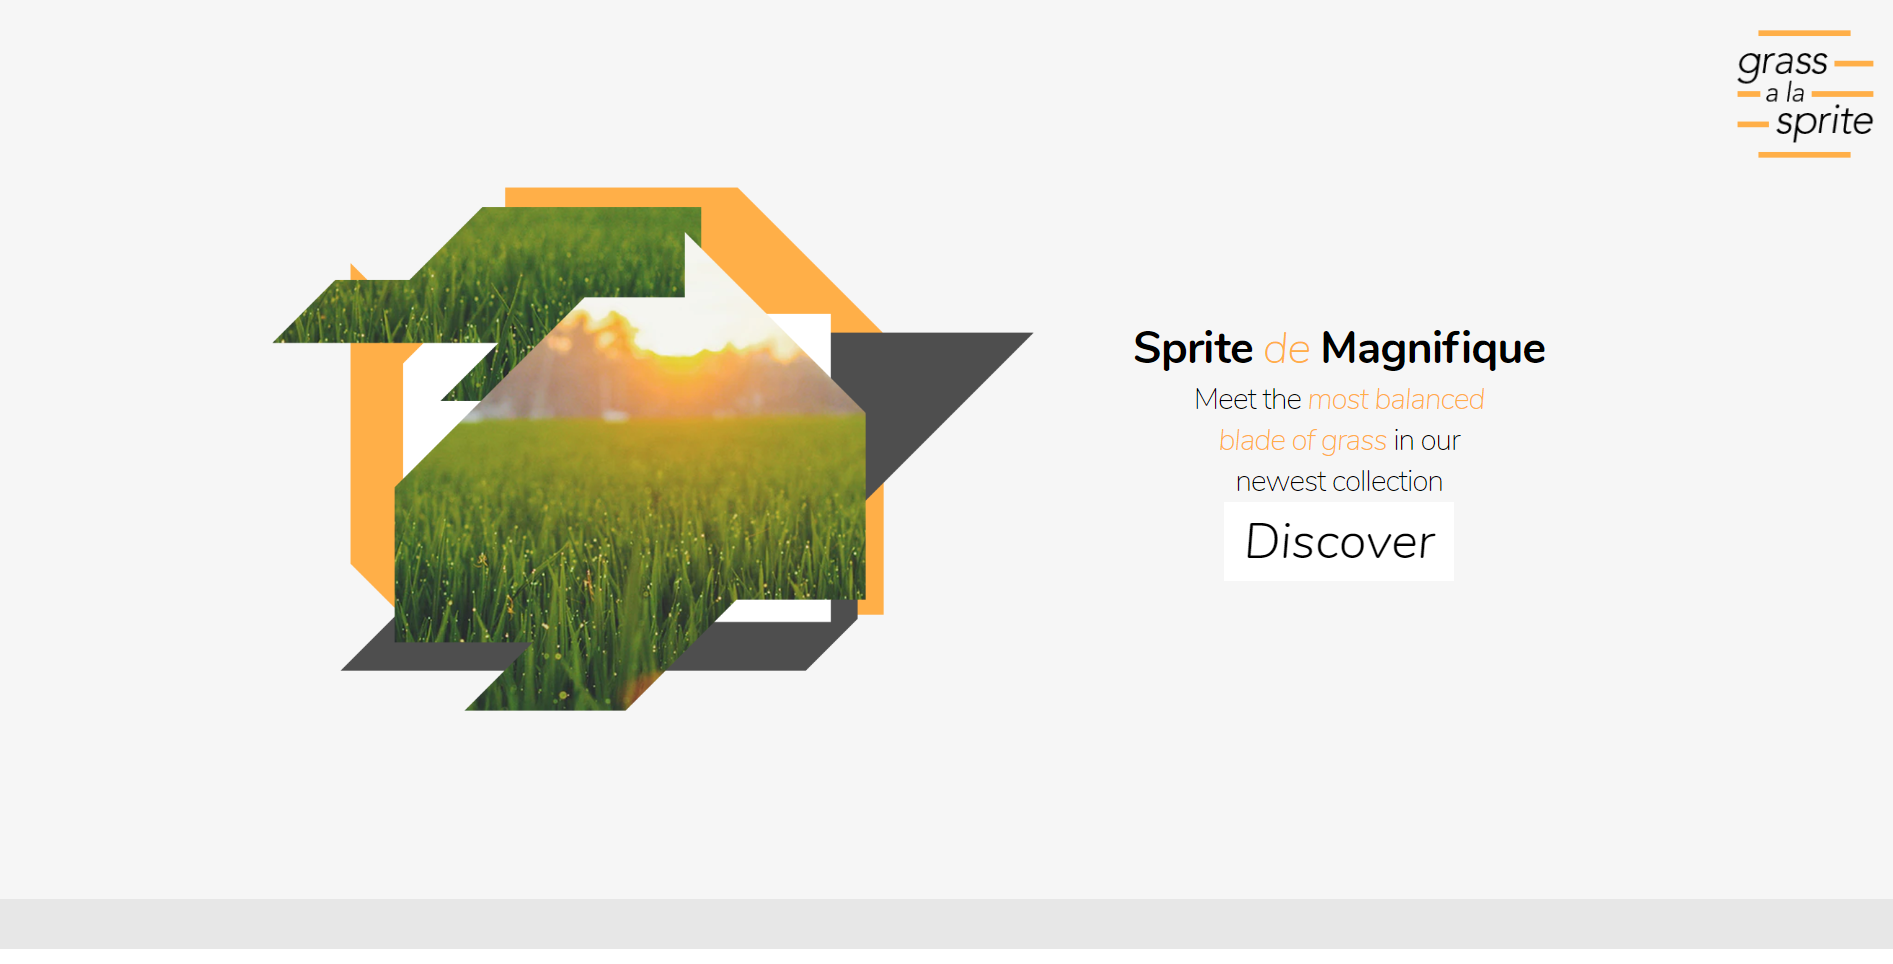 grass
a la
sprite
Sprite de Magnifique
Meet the most balanced
blade of grass in our
newest collection
Discover